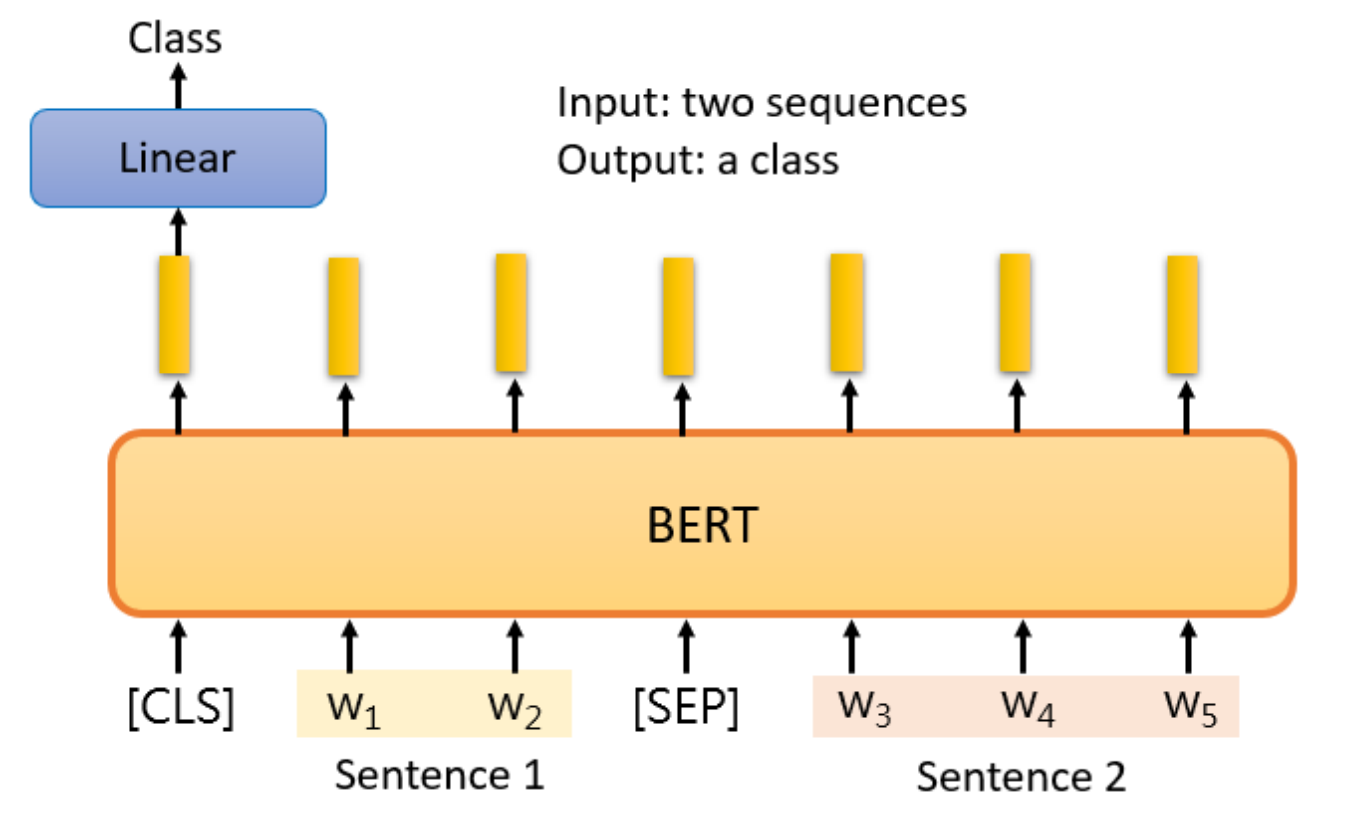 Class
Input: two sequences
Linear
Output: a class
BERT
[CLS] w₁ w₂ [SEP] w₃ w₄ w₅
Sentence 1 Sentence 2